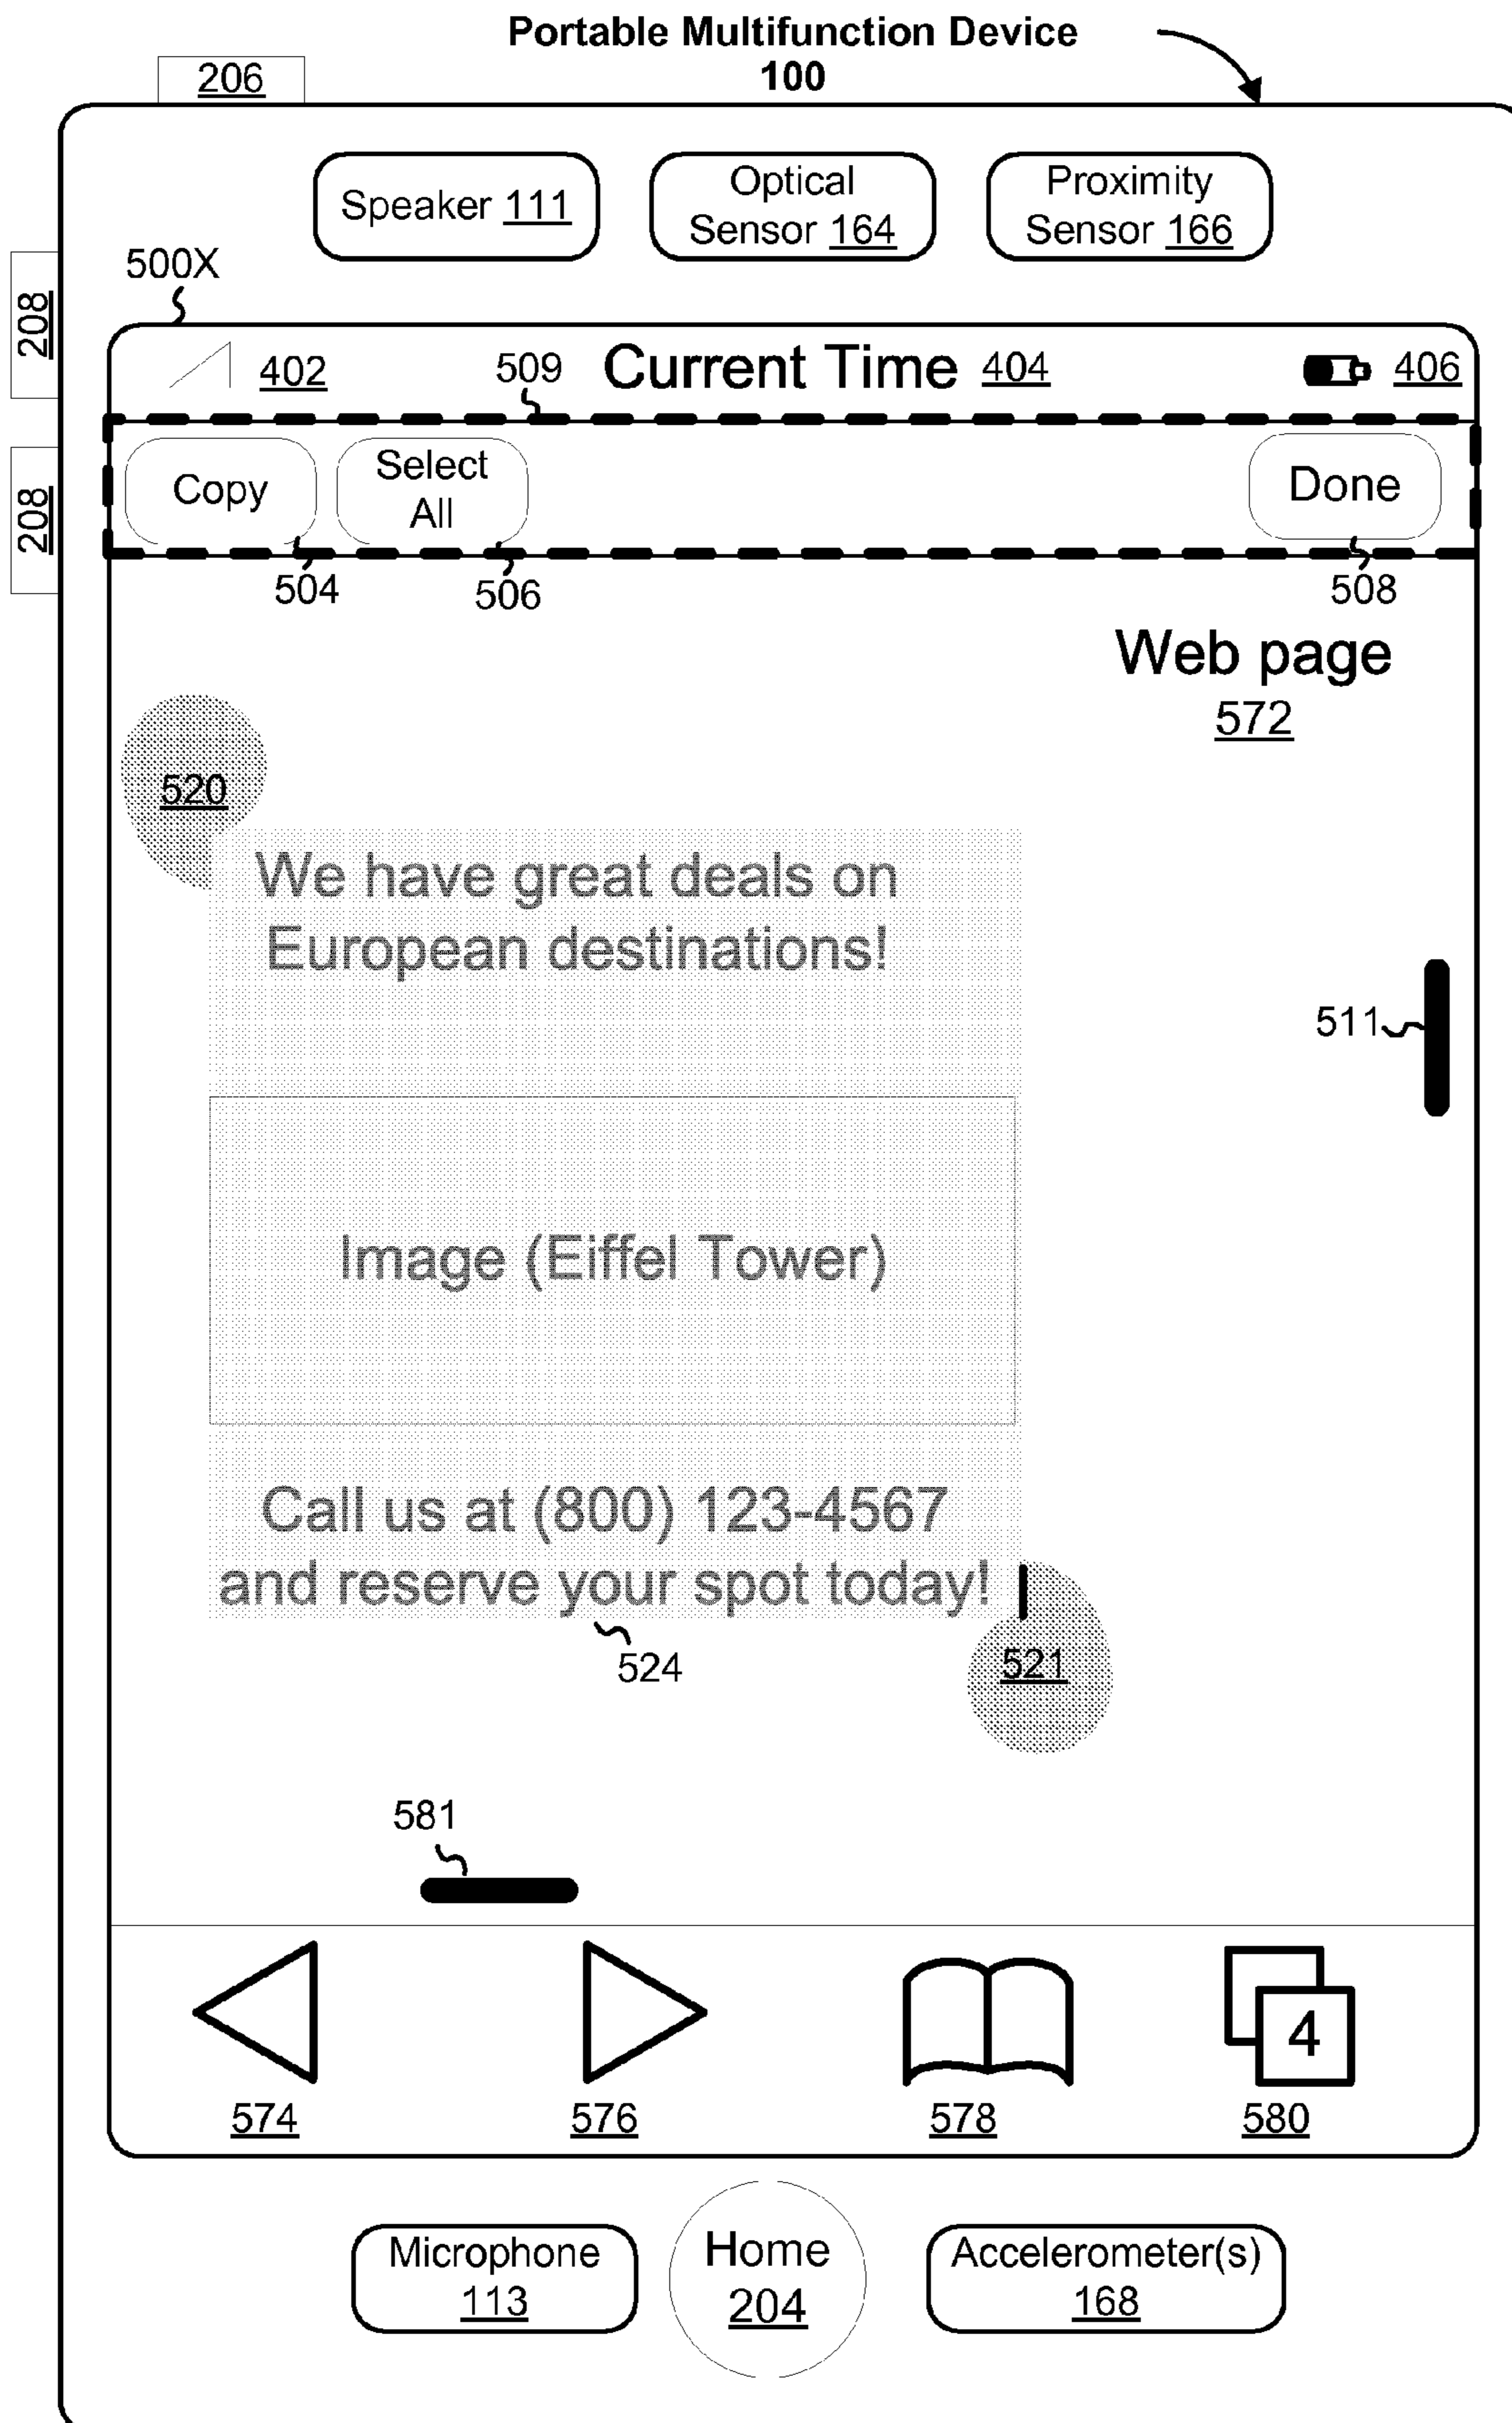 Portable Multifunction Device
100
206
Speaker 111
Optical
Sensor 164
Proximity
Sensor 166
208
208
500X
402
509
Current Time 404
406
Copy
Select
All
Done
504
506
508
Web page
572
520
We have great deals on
European destinations!
511
Image (Eiffel Tower)
Call us at (800) 123-4567
and reserve your spot today!
524
521
581
4
574
576
578
580
Microphone
113
Home
204
Accelerometer(s)
168